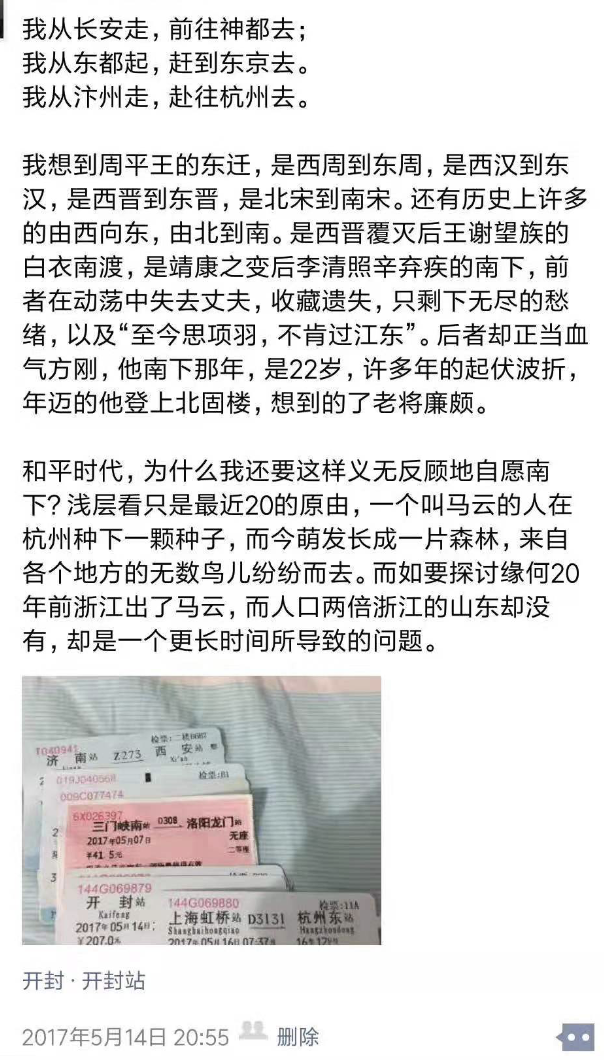 我从长安走，前往神都去；
我从东都起，赶到东京去。
我从汴州走，赴往杭州去。
我想到周平王的东迁，是西周到东周，是西汉到东
汉，是西晋到东晋，是北宋到南宋。还有历史上许多
的由西向东，由北到南。是西晋覆灭后王谢望族的
白衣南渡，是靖康之变后李清照辛弃疾的南下，前
者在动荡中失去丈夫，收藏遗失，只剩下无尽的愁
绪，以及“至今思项羽，不肯过江东”。后者却正当血
气方刚，他南下那年，是22岁，许多年的起伏波折，
年迈的他登上北固楼，想到的了老将廉颇。
和平时代，为什么我还要这样义无反顾地自愿南
下？浅层看只是最近20的原由，一个叫马云的人在
杭州种下一颗种子，而今萌发长成一片森林，来自
各个地方的无数鸟儿纷纷而去。而如要探讨缘何20
年前浙江出了马云，而人口两倍浙江的山东却没
有，却是一个更长时间所导致的问题。
T040941 检票：二楼6@7
济南站 Z273 西安站
Xi'an
019J040568 检票：B1
009C077474
6X026397
三门峡南站 0308 洛阳龙门站
2017年05月07日 无座
¥41.5元 二等座
144G069879
开封站
Kaifeng
2017年05月14日
¥207.0元
144G069880 检票：11A
上海虹桥站 D3131 杭州东站
Shanghaihongqiao Hangzhoudong
2017年05月16日07:37
开封·开封站
2017年5月14日 20:55 删除